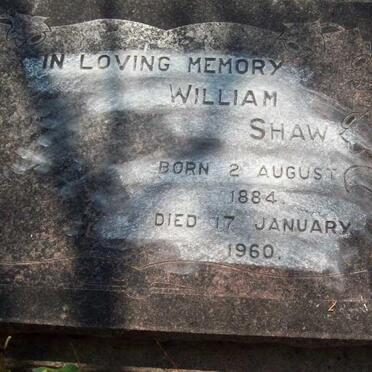 IN LOVING MEMORY
WILLIAM
SHAW
BORN 2 AUGUST
1884.
DIED 17 JANUARY
1960.